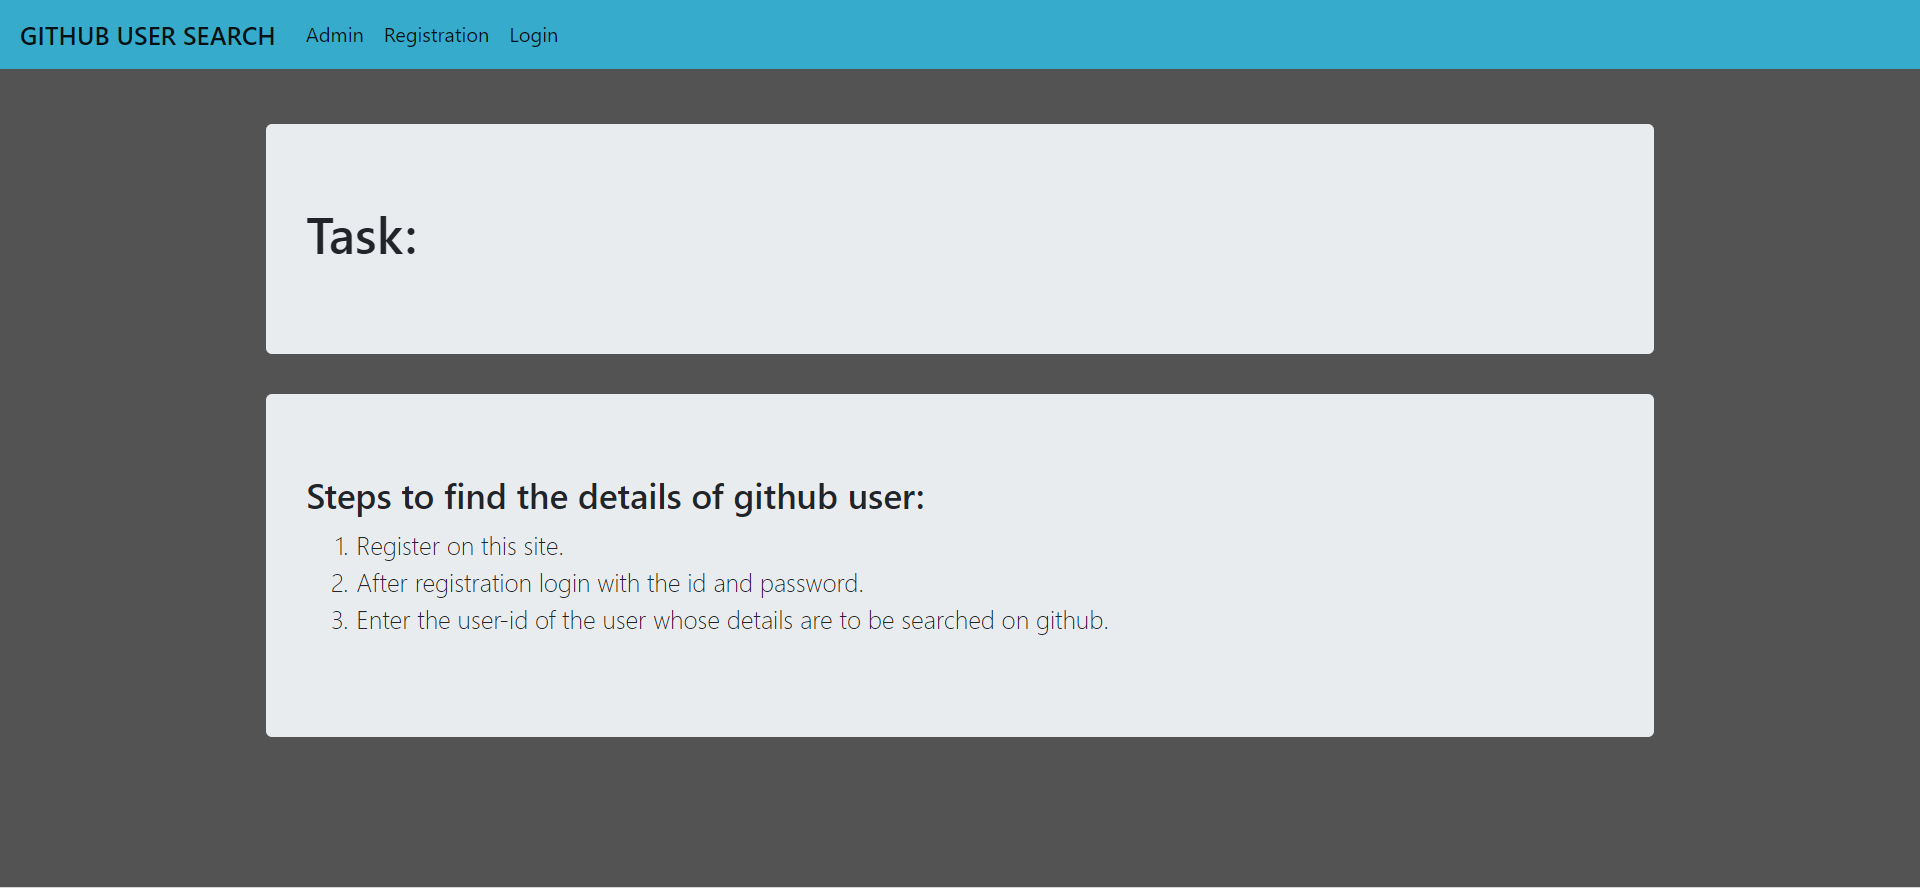 GITHUB USER SEARCH Admin Registration Login
Task:
Steps to find the details of github user:
1. Register on this site.
2. After registration login with the id and password.
3. Enter the user-id of the user whose details are to be searched on github.